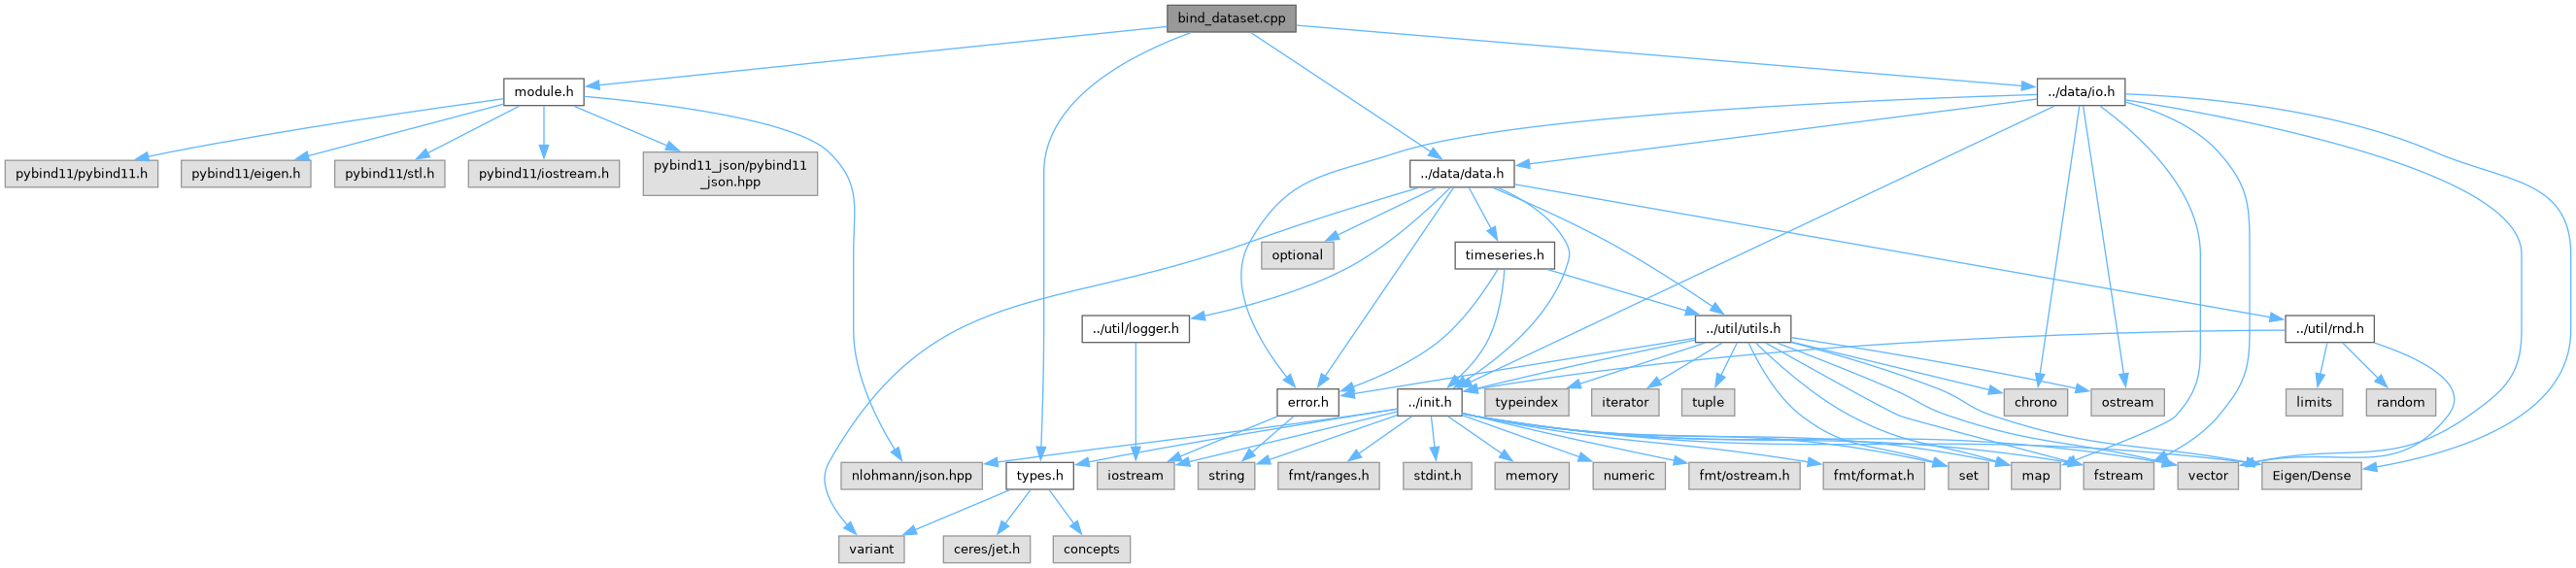 bind_dataset.cpp
module.h
../data/io.h
pybind11/pybind11.h
pybind11/eigen.h
pybind11/stl.h
pybind11/iostream.h
pybind11_json/pybind11
_json.hpp
../data/data.h
optional
timeseries.h
../util/logger.h
../util/utils.h
../util/rnd.h
error.h
../init.h
typeindex
iterator
tuple
chrono
ostream
limits
random
nlohmann/json.hpp
types.h
iostream
string
fmt/ranges.h
stdint.h
memory
numeric
fmt/ostream.h
fmt/format.h
set
map
fstream
vector
Eigen/Dense
variant
ceres/jet.h
concepts